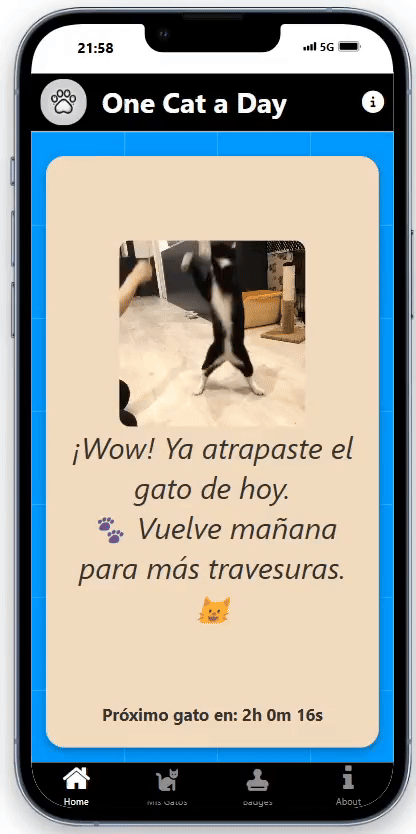 21:58
5G
One Cat a Day
¡Wow! Ya atrapaste el
gato de hoy.
🐾 Vuelve mañana
para más travesuras.
😺
Próximo gato en: 2h 0m 16s
Home
Mis Gatos
Badges
About